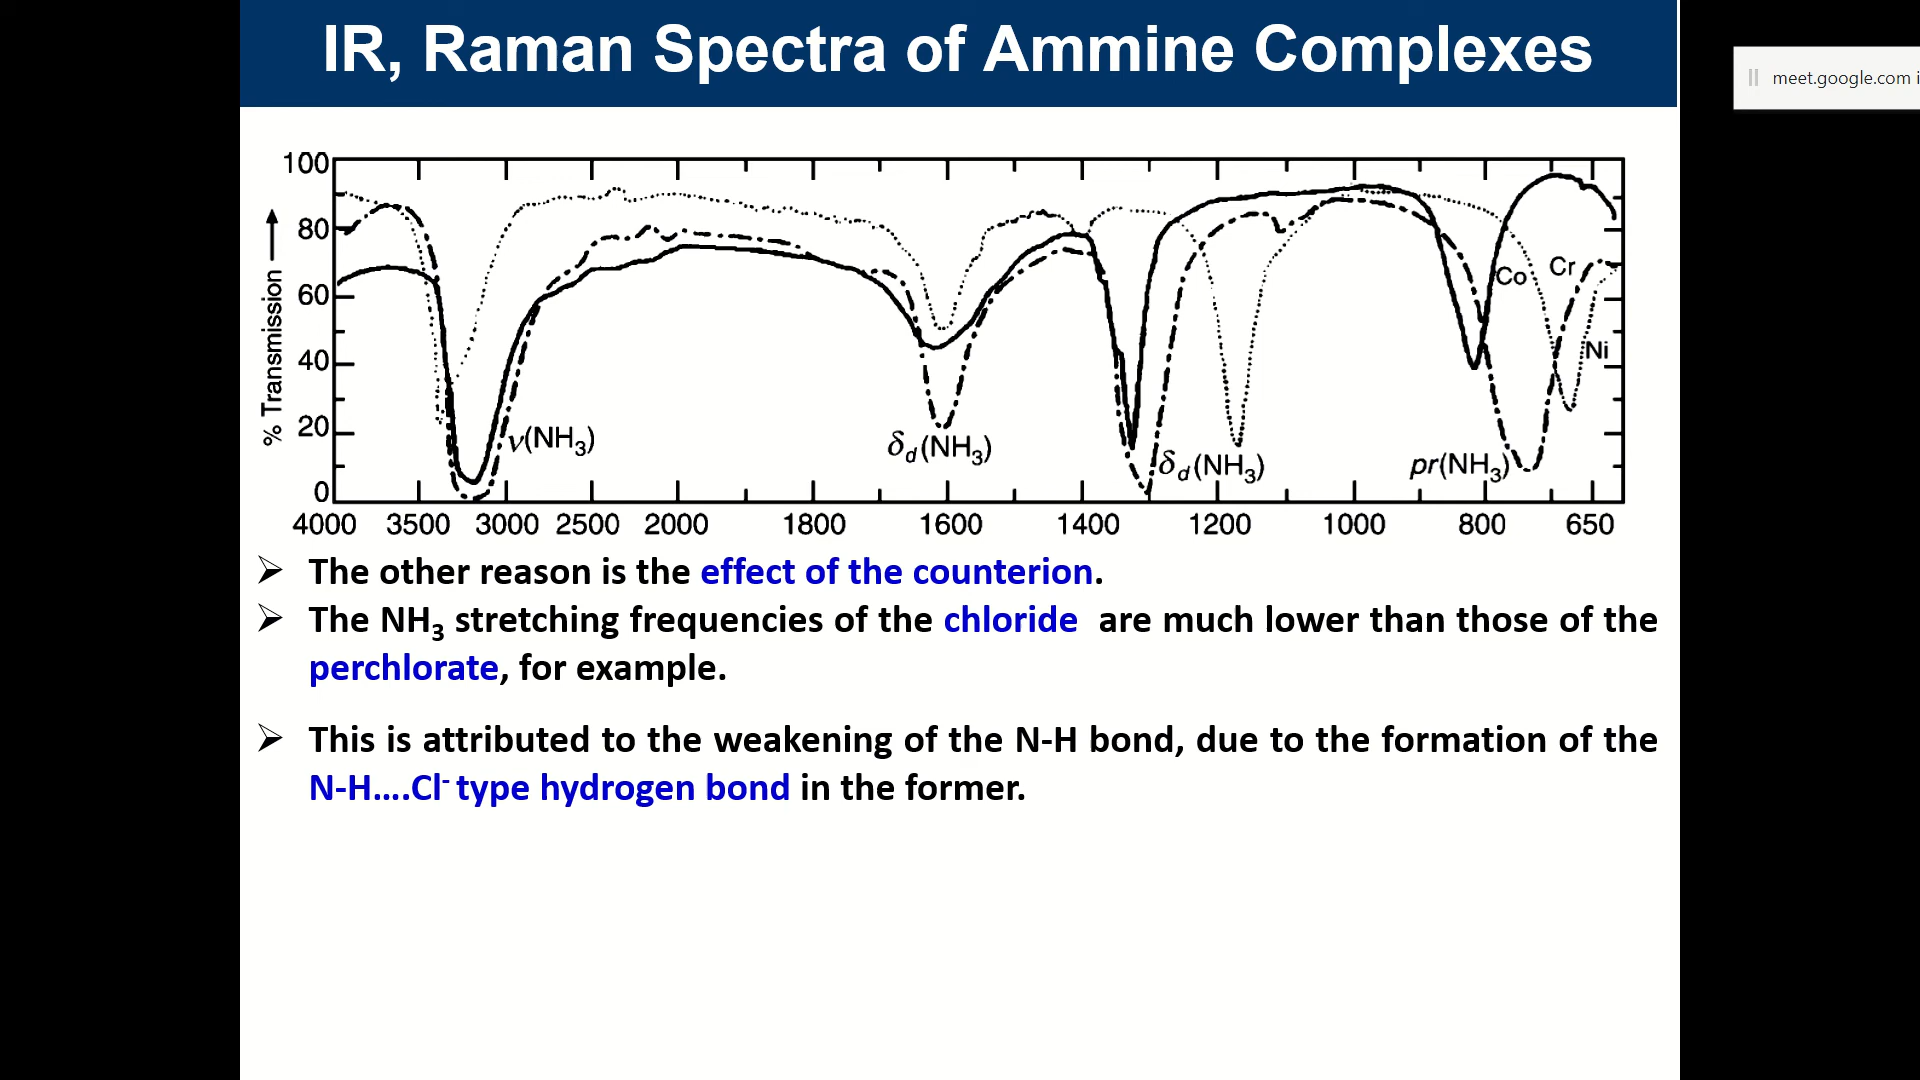 IR, Raman Spectra of Ammine Complexes
meet.google.com i
100
80
60
40
20
0
% Transmission
Co
Cr
Ni
ν(NH3)
δd(NH3)
δd(NH3)
pr(NH3)
4000 3500 3000 2500 2000 1800 1600 1400 1200 1000 800 650
➢ The other reason is the effect of the counterion.
➢ The NH3 stretching frequencies of the chloride are much lower than those of the
perchlorate, for example.
➢ This is attributed to the weakening of the N-H bond, due to the formation of the
N-H....Cl- type hydrogen bond in the former.